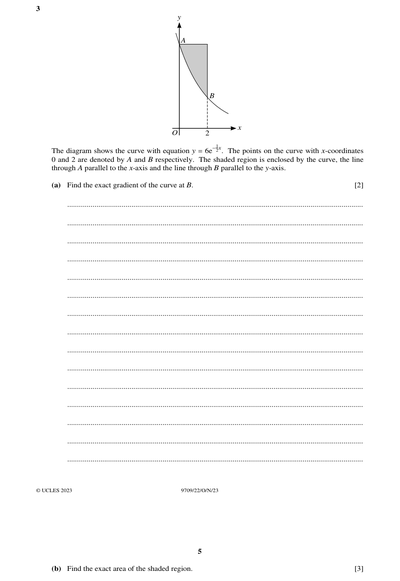 3
y
A
B
O
2
x
The diagram shows the curve with equation y = 6e^{-\frac{1}{2}x}. The points on the curve with x-coordinates
0 and 2 are denoted by A and B respectively. The shaded region is enclosed by the curve, the line
through A parallel to the x-axis and the line through B parallel to the y-axis.
(a) Find the exact gradient of the curve at B. [2]
© UCLES 2023 9709/22/O/N/23
5
(b) Find the exact area of the shaded region. [3]